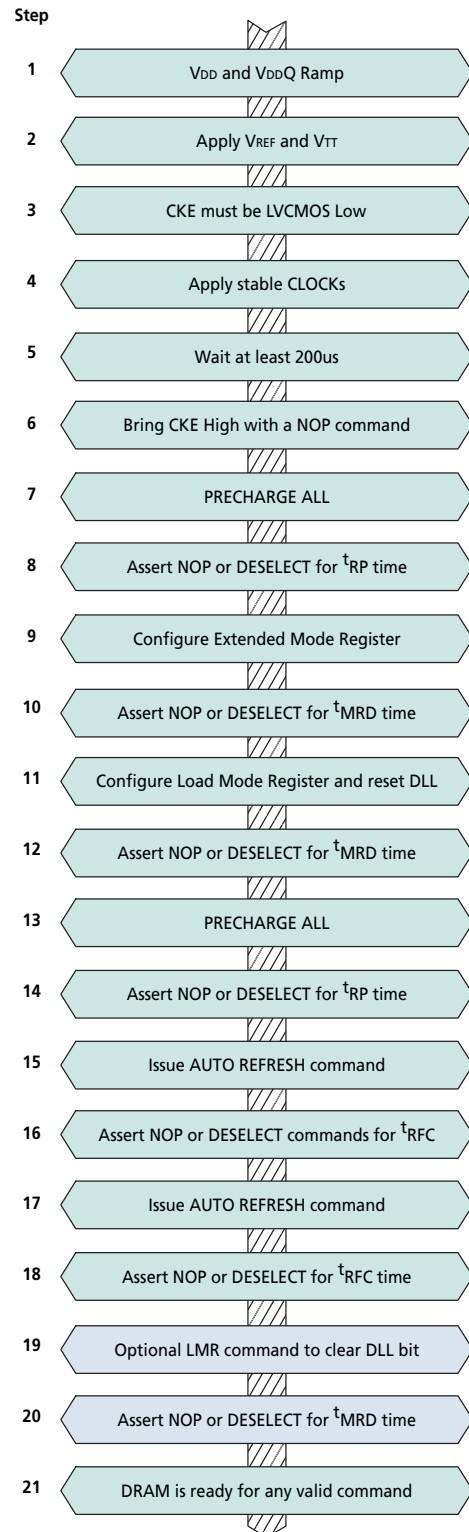 Step
1 VDD and VDDQ Ramp
2 Apply VREF and VTT
3 CKE must be LVCMOS Low
4 Apply stable CLOCKs
5 Wait at least 200us
6 Bring CKE High with a NOP command
7 PRECHARGE ALL
8 Assert NOP or DESELECT for tRP time
9 Configure Extended Mode Register
10 Assert NOP or DESELECT for tMRD time
11 Configure Load Mode Register and reset DLL
12 Assert NOP or DESELECT for tMRD time
13 PRECHARGE ALL
14 Assert NOP or DESELECT for tRP time
15 Issue AUTO REFRESH command
16 Assert NOP or DESELECT commands for tRFC
17 Issue AUTO REFRESH command
18 Assert NOP or DESELECT for tRFC time
19 Optional LMR command to clear DLL bit
20 Assert NOP or DESELECT for tMRD time
21 DRAM is ready for any valid command